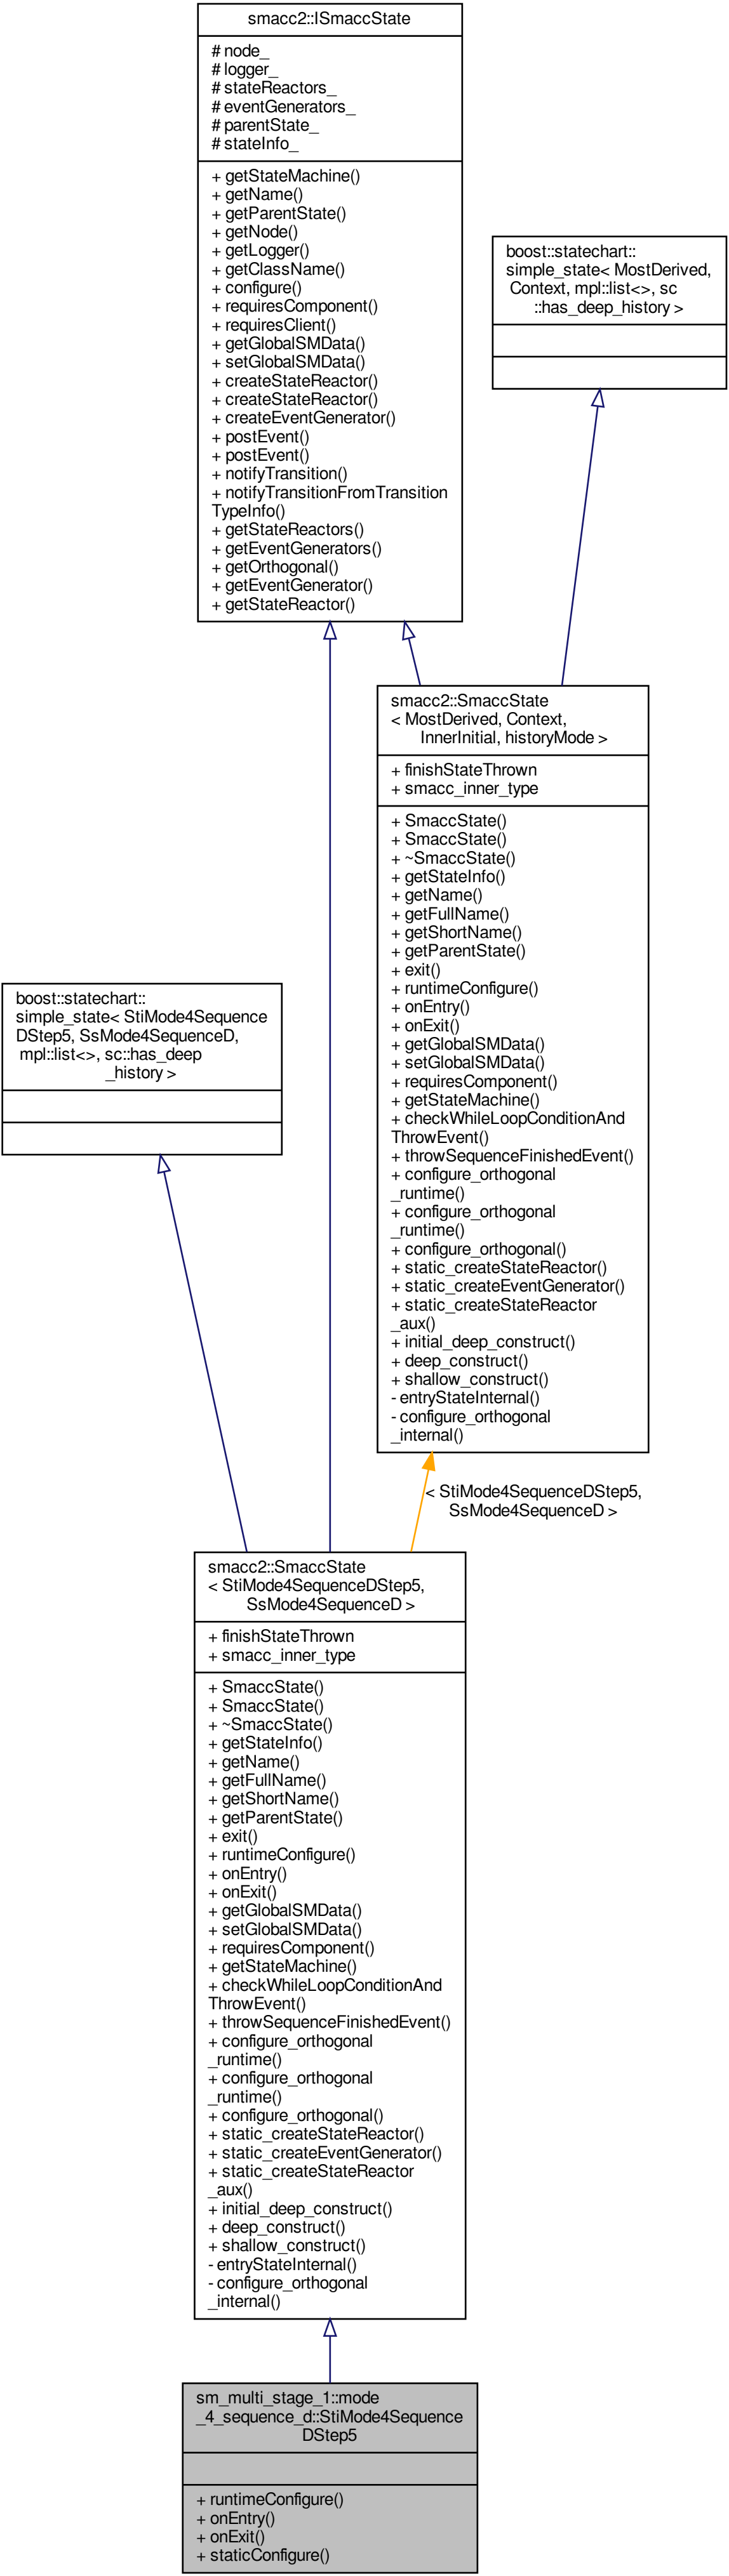 smacc2::ISmaccState
# node_
# logger_
# stateReactors_
# eventGenerators_
# parentState_
# stateInfo_
+ getStateMachine()
+ getName()
+ getParentState()
+ getNode()
+ getLogger()
+ getClassName()
+ configure()
+ requiresComponent()
+ requiresClient()
+ getGlobalSMData()
+ setGlobalSMData()
+ createStateReactor()
+ createStateReactor()
+ createEventGenerator()
+ postEvent()
+ postEvent()
+ notifyTransition()
+ notifyTransitionFromTransition
TypeInfo()
+ getStateReactors()
+ getEventGenerators()
+ getOrthogonal()
+ getEventGenerator()
+ getStateReactor()
boost::statechart::
simple_state< MostDerived,
Context, mpl::list<>, sc
::has_deep_history >
smacc2::SmaccState
< MostDerived, Context,
InnerInitial, historyMode >
+ finishStateThrown
+ smacc_inner_type
+ SmaccState()
+ SmaccState()
+ ~SmaccState()
+ getStateInfo()
+ getName()
+ getFullName()
+ getShortName()
+ getParentState()
+ exit()
+ runtimeConfigure()
+ onEntry()
+ onExit()
+ getGlobalSMData()
+ setGlobalSMData()
+ requiresComponent()
+ getStateMachine()
+ checkWhileLoopConditionAnd
ThrowEvent()
+ throwSequenceFinishedEvent()
+ configure_orthogonal
_runtime()
+ configure_orthogonal
_runtime()
+ configure_orthogonal()
+ static_createStateReactor()
+ static_createEventGenerator()
+ static_createStateReactor
_aux()
+ initial_deep_construct()
+ deep_construct()
+ shallow_construct()
- entryStateInternal()
- configure_orthogonal
_internal()
boost::statechart::
simple_state< StiMode4Sequence
DStep5, SsMode4SequenceD,
mpl::list<>, sc::has_deep
_history >
< StiMode4SequenceDStep5,
SsMode4SequenceD >
smacc2::SmaccState
< StiMode4SequenceDStep5,
SsMode4SequenceD >
+ finishStateThrown
+ smacc_inner_type
+ SmaccState()
+ SmaccState()
+ ~SmaccState()
+ getStateInfo()
+ getName()
+ getFullName()
+ getShortName()
+ getParentState()
+ exit()
+ runtimeConfigure()
+ onEntry()
+ onExit()
+ getGlobalSMData()
+ setGlobalSMData()
+ requiresComponent()
+ getStateMachine()
+ checkWhileLoopConditionAnd
ThrowEvent()
+ throwSequenceFinishedEvent()
+ configure_orthogonal
_runtime()
+ configure_orthogonal
_runtime()
+ configure_orthogonal()
+ static_createStateReactor()
+ static_createEventGenerator()
+ static_createStateReactor
_aux()
+ initial_deep_construct()
+ deep_construct()
+ shallow_construct()
- entryStateInternal()
- configure_orthogonal
_internal()
sm_multi_stage_1::mode
_4_sequence_d::StiMode4Sequence
DStep5
+ runtimeConfigure()
+ onEntry()
+ onExit()
+ staticConfigure()